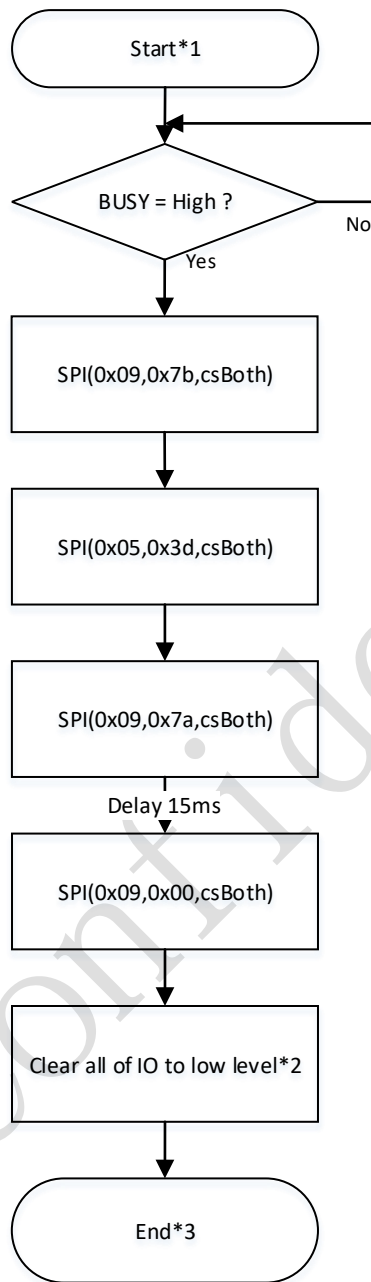 Start*1
BUSY = High ?
No
Yes
SPI(0x09,0x7b,csBoth)
SPI(0x05,0x3d,csBoth)
SPI(0x09,0x7a,csBoth)
Delay 15ms
SPI(0x09,0x00,csBoth)
Clear all of IO to low level*2
End*3